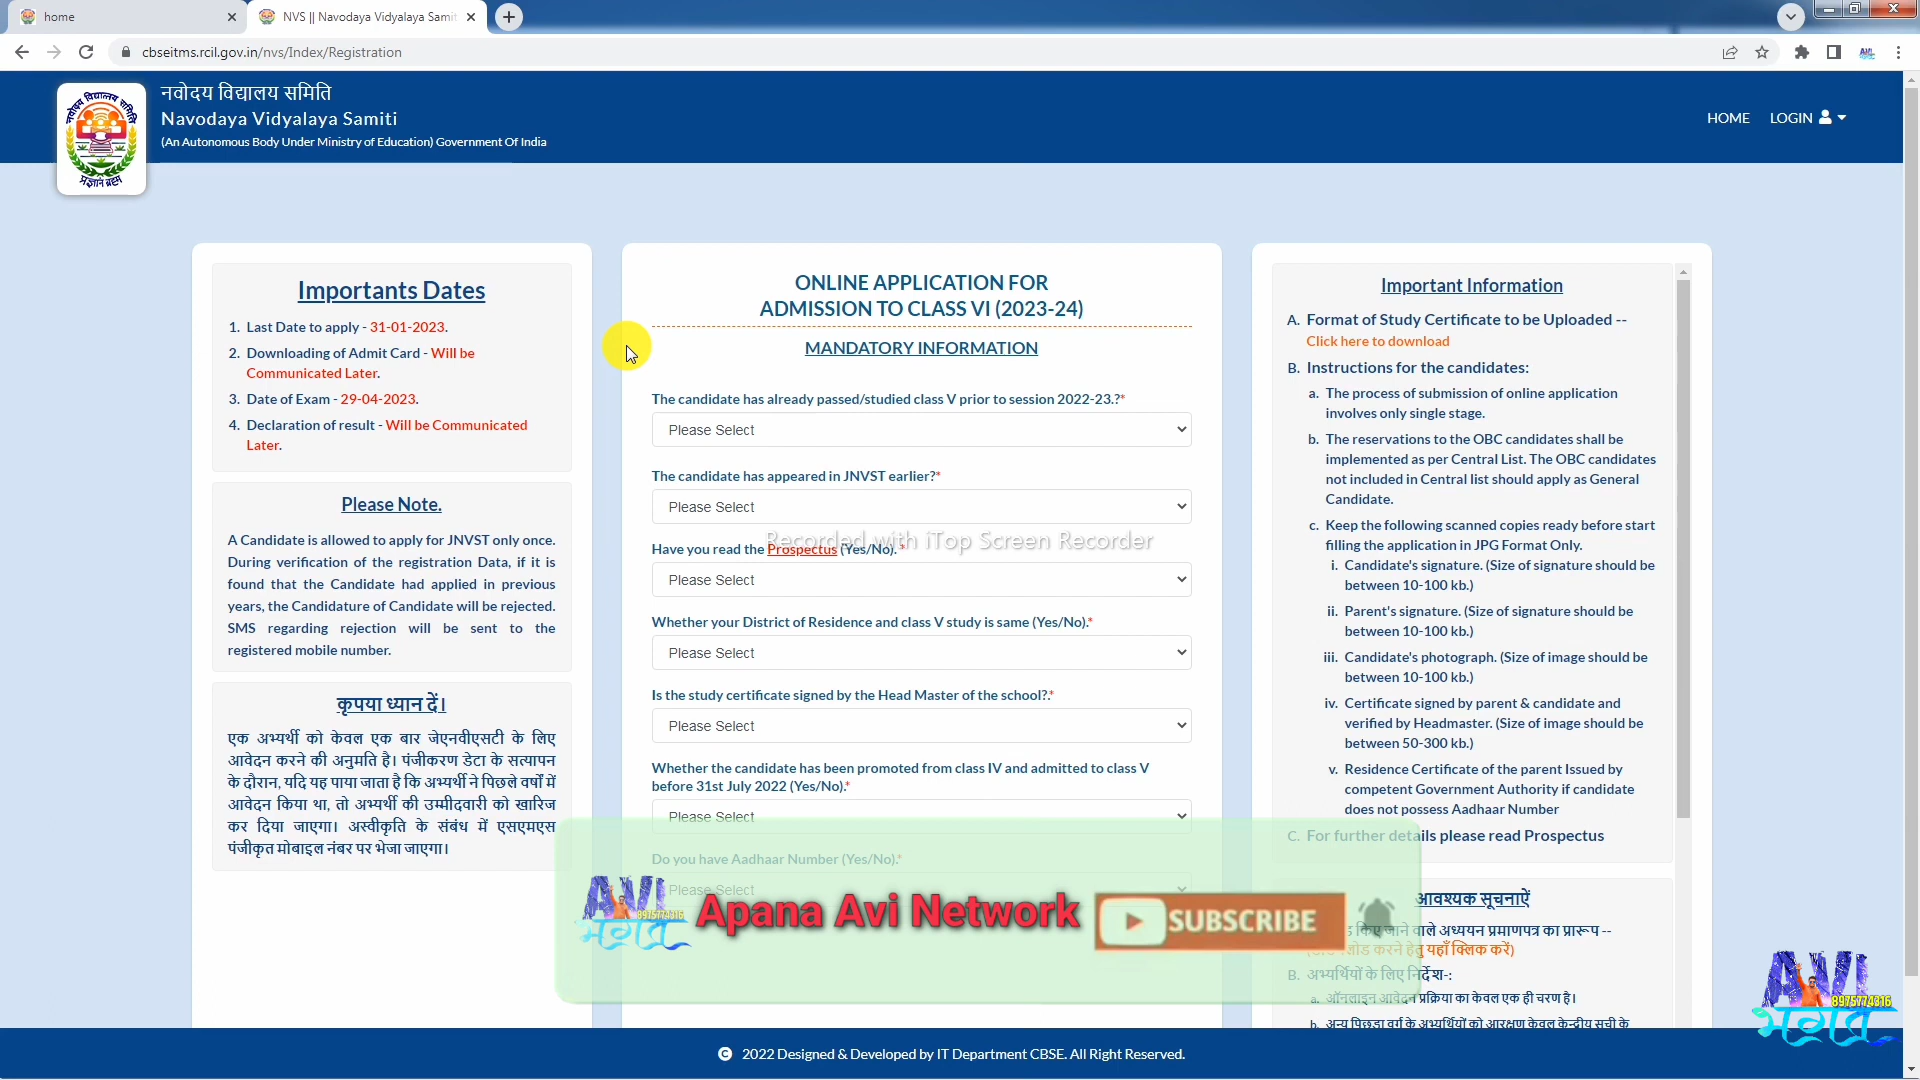 home
NVS || Navodaya Vidyalaya Samit
cbseitms.rcil.gov.in/nvs/Index/Registration
नवोदय विद्यालय समिति
Navodaya Vidyalaya Samiti
(An Autonomous Body Under Ministry of Education) Government Of India
HOME
LOGIN
Importants Dates
1. Last Date to apply - 31-01-2023.
2. Downloading of Admit Card - Will be
Communicated Later.
3. Date of Exam - 29-04-2023.
4. Declaration of result - Will be Communicated
Later.
Please Note.
A Candidate is allowed to apply for JNVST only once.
During verification of the registration Data, if it is
found that the Candidate had applied in previous
years, the Candidature of Candidate will be rejected.
SMS regarding rejection will be sent to the
registered mobile number.
कृपया ध्यान दें।
एक अभ्यर्थी को केवल एक बार जेएनवीएसटी के लिए
आवेदन करने की अनुमति है। पंजीकरण डेटा के सत्यापन
के दौरान, यदि यह पाया जाता है कि अभ्यर्थी ने पिछले वर्षों में
आवेदन किया था, तो अभ्यर्थी की उम्मीदवारी को खारिज
कर दिया जाएगा। अस्वीकृति के संबंध में एसएमएस
पंजीकृत मोबाइल नंबर पर भेजा जाएगा।
ONLINE APPLICATION FOR
ADMISSION TO CLASS VI (2023-24)
MANDATORY INFORMATION
The candidate has already passed/studied class V prior to session 2022-23.?*
Please Select
The candidate has appeared in JNVST earlier?*
Please Select
Recorded with iTop Screen Recorder
Have you read the Prospectus (Yes/No). *
Please Select
Whether your District of Residence and class V study is same (Yes/No).*
Please Select
Is the study certificate signed by the Head Master of the school?.*
Please Select
Whether the candidate has been promoted from class IV and admitted to class V
before 31st July 2022 (Yes/No).*
Please Select
Do you have Aadhaar Number (Yes/No).*
Please Select
Important Information
A. Format of Study Certificate to be Uploaded --
Click here to download
B. Instructions for the candidates:
a. The process of submission of online application
involves only single stage.
b. The reservations to the OBC candidates shall be
implemented as per Central List. The OBC candidates
not included in Central list should apply as General
Candidate.
c. Keep the following scanned copies ready before start
filling the application in JPG Format Only.
i. Candidate's signature. (Size of signature should be
between 10-100 kb.)
ii. Parent's signature. (Size of signature should be
between 10-100 kb.)
iii. Candidate's photograph. (Size of image should be
between 10-100 kb.)
iv. Certificate signed by parent & candidate and
verified by Headmaster. (Size of image should be
between 50-300 kb.)
v. Residence Certificate of the parent Issued by
competent Government Authority if candidate
does not possess Aadhaar Number
C. For further details please read Prospectus
आवश्यक सूचनाऐं
किए जाने वाले अध्ययन प्रमाणपत्र का प्रारूप --
करने हेतु यहाँ क्लिक करें)
B. अभ्यर्थियों के लिए निर्देश-:
a. ऑनलाइन आवेदन प्रक्रिया का केवल एक ही चरण है।
b. अन्य पिछड़ा वर्ग के अभ्यर्थियों को आरक्षण केवल केन्द्रीय सूची के
AVI
8975774316
भगत
Apana Avi Network
SUBSCRIBE
AVI
8975774316
भगत
© 2022 Designed & Developed by IT Department CBSE. All Right Reserved.